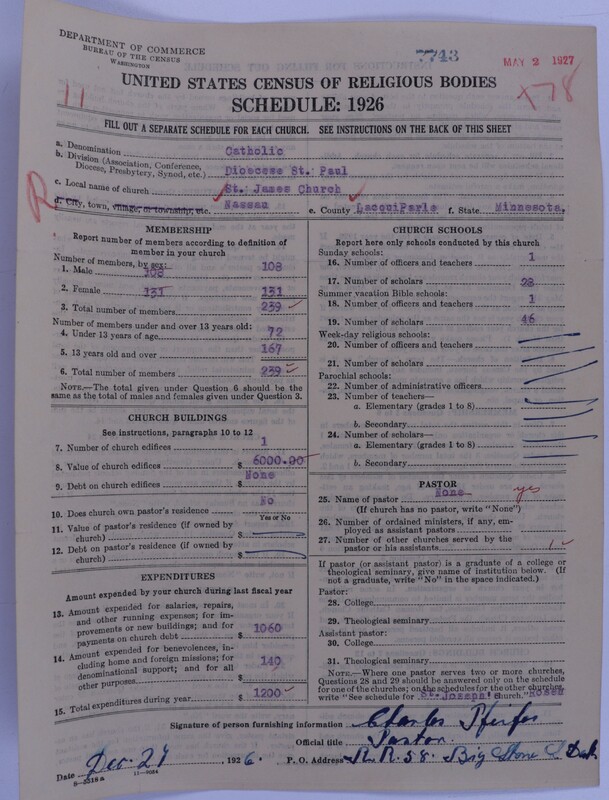 DEPARTMENT OF COMMERCE
BUREAU OF THE CENSUS
WASHINGTON
7743
MAY 2 1927
11
x78
UNITED STATES CENSUS OF RELIGIOUS BODIES
SCHEDULE: 1926
FILL OUT A SEPARATE SCHEDULE FOR EACH CHURCH. SEE INSTRUCTIONS ON THE BACK OF THIS SHEET
a. Denomination Catholic
b. Division (Association, Conference, Diocese, Presbytery, Synod, etc.) Diocese St. Paul
c. Local name of church St. James Church
R
d. City, town, village, or township, etc. Nassau e. County LacqiParle f. State Minnesota.
MEMBERSHIP
Report number of members according to definition of member in your church
Number of members, by sex:
1. Male 108 108
2. Female 131 131
3. Total number of members 239
Number of members under and over 13 years old:
4. Under 13 years of age 72
5. 13 years old and over 167
6. Total number of members 239
NOTE.—The total given under Question 6 should be the same as the total of males and females given under Question 3.
CHURCH BUILDINGS
See instructions, paragraphs 10 to 12
7. Number of church edifices 1
8. Value of church edifices $ 6000.00
9. Debt on church edifices $ None
10. Does church own pastor's residence? No
Yes or No
11. Value of pastor's residence (if owned by church) $
12. Debt on pastor's residence (if owned by church) $
EXPENDITURES
Amount expended by your church during last fiscal year
13. Amount expended for salaries, repairs, and other running expenses; for improvements or new buildings; and for payments on church debt $ 1060
14. Amount expended for benevolences, including home and foreign missions; for denominational support; and for all other purposes $ 140
15. Total expenditures during year $ 1200
CHURCH SCHOOLS
Report here only schools conducted by this church
Sunday schools:
16. Number of officers and teachers 1
17. Number of scholars 28
Summer vacation Bible schools:
18. Number of officers and teachers 1
19. Number of scholars 46
Week-day religious schools:
20. Number of officers and teachers
21. Number of scholars
Parochial schools:
22. Number of administrative officers
23. Number of teachers—
a. Elementary (grades 1 to 8)
b. Secondary
24. Number of scholars—
a. Elementary (grades 1 to 8)
b. Secondary
PASTOR
25. Name of pastor None yes
(If church has no pastor, write "None")
26. Number of ordained ministers, if any, employed as assistant pastors
27. Number of other churches served by the pastor or his assistants 1
If pastor (or assistant pastor) is a graduate of a college or theological seminary, give name of institution below. (If not a graduate, write "No" in the space indicated.)
Pastor:
28. College
29. Theological seminary
Assistant pastor:
30. College
31. Theological seminary
NOTE.—Where one pastor serves two or more churches, Questions 28 and 29 should be answered only on the schedule for one of the churches; on the schedules for the other churches, write "See schedule for St. Joseph' Church." Rosen
Signature of person furnishing information Charles Pfeifer
Official title Pastor.
Date Dec. 27 1926. P. O. Address R.R. 58. Big Stone S. Dak
8—5218 a 11—9034